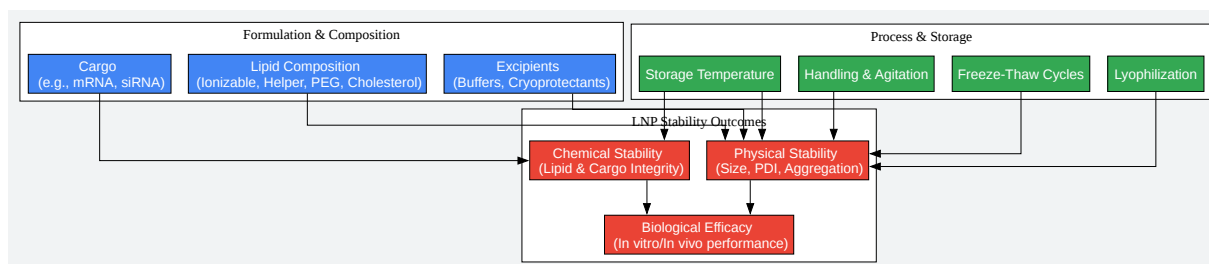 Formulation & Composition
Process & Storage
Cargo
(e.g., mRNA, siRNA)
Lipid Composition
(Ionizable, Helper, PEG, Cholesterol)
Excipients
(Buffers, Cryoprotectants)
Storage Temperature
Handling & Agitation
Freeze-Thaw Cycles
Lyophilization
LNP Stability Outcomes
Chemical Stability
(Lipid & Cargo Integrity)
Physical Stability
(Size, PDI, Aggregation)
Biological Efficacy
(In vitro/In vivo performance)